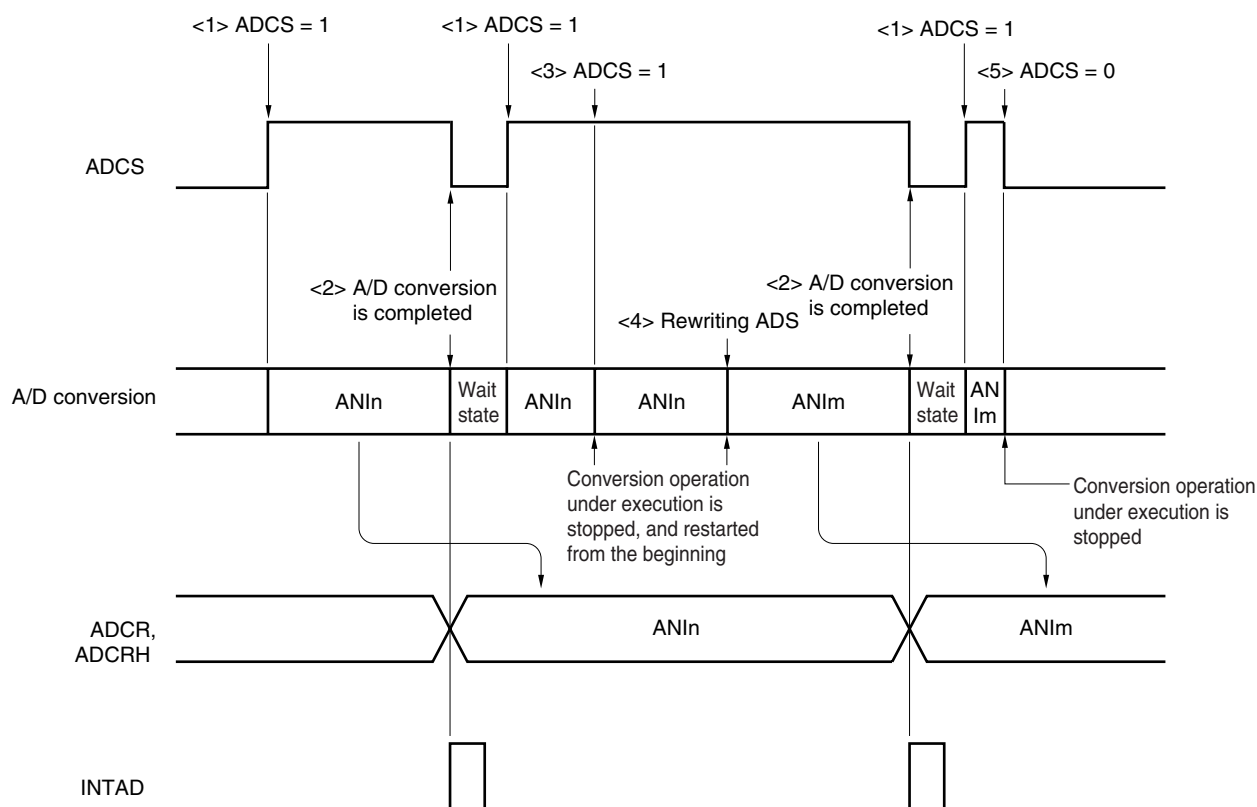 <1> ADCS = 1
<1> ADCS = 1
<1> ADCS = 1
<3> ADCS = 1
<5> ADCS = 0
ADCS
<2> A/D conversion
is completed
<2> A/D conversion
is completed
<4> Rewriting ADS
A/D conversion
ANIn
Wait
state
ANIn
ANIn
ANIm
Wait
state
AN
Im
Conversion operation
under execution is
stopped, and restarted
from the beginning
Conversion operation
under execution is
stopped
ADCR,
ADCRH
ANIn
ANIm
INTAD